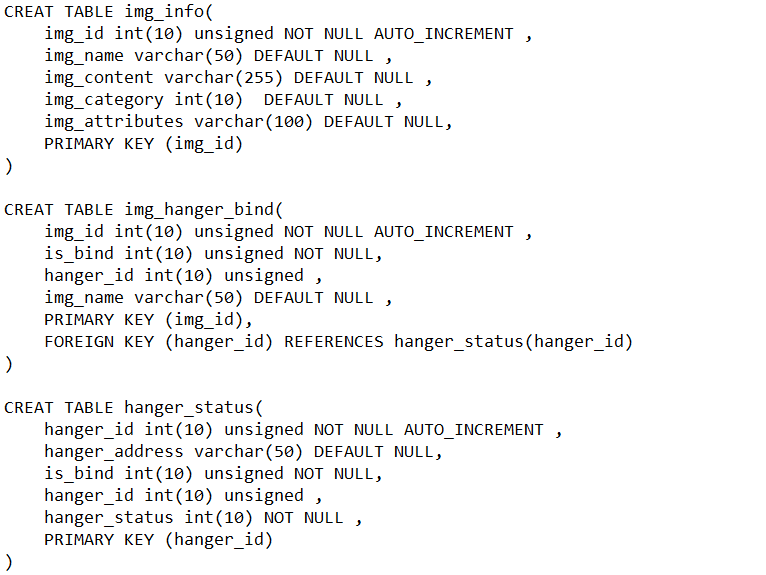 CREAT TABLE img_info(
    img_id int(10) unsigned NOT NULL AUTO_INCREMENT ,
    img_name varchar(50) DEFAULT NULL ,
    img_content varchar(255) DEFAULT NULL ,
    img_category int(10)  DEFAULT NULL ,
    img_attributes varchar(100) DEFAULT NULL,
    PRIMARY KEY (img_id)
)

CREAT TABLE img_hanger_bind(
    img_id int(10) unsigned NOT NULL AUTO_INCREMENT ,
    is_bind int(10) unsigned NOT NULL,
    hanger_id int(10) unsigned ,
    img_name varchar(50) DEFAULT NULL ,
    PRIMARY KEY (img_id),
    FOREIGN KEY (hanger_id) REFERENCES hanger_status(hanger_id)
)

CREAT TABLE hanger_status(
    hanger_id int(10) unsigned NOT NULL AUTO_INCREMENT ,
    hanger_address varchar(50) DEFAULT NULL,
    is_bind int(10) unsigned NOT NULL,
    hanger_id int(10) unsigned ,
    hanger_status int(10) NOT NULL ,
    PRIMARY KEY (hanger_id)
)